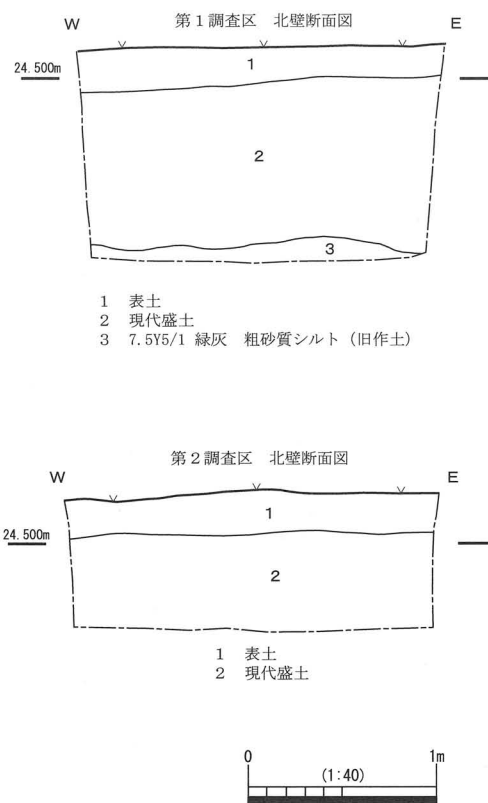 第1調査区 北壁断面図
W
E
24.500m
1
2
3
1 表土
2 現代盛土
3 7.5Y5/1 緑灰 粗砂質シルト（旧作土）
第2調査区 北壁断面図
W
E
24.500m
1
2
1 表土
2 現代盛土
0 1m
(1:40)